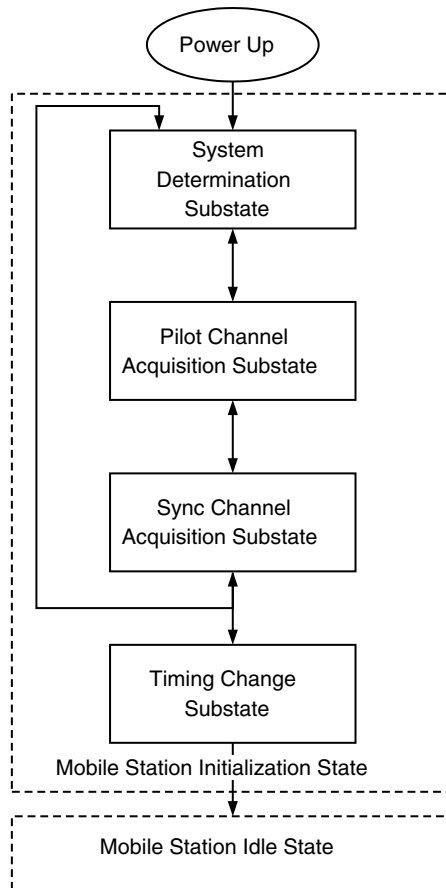 Power Up
System
Determination
Substate
Pilot Channel
Acquisition Substate
Sync Channel
Acquisition Substate
Timing Change
Substate
Mobile Station Initialization State
Mobile Station Idle State